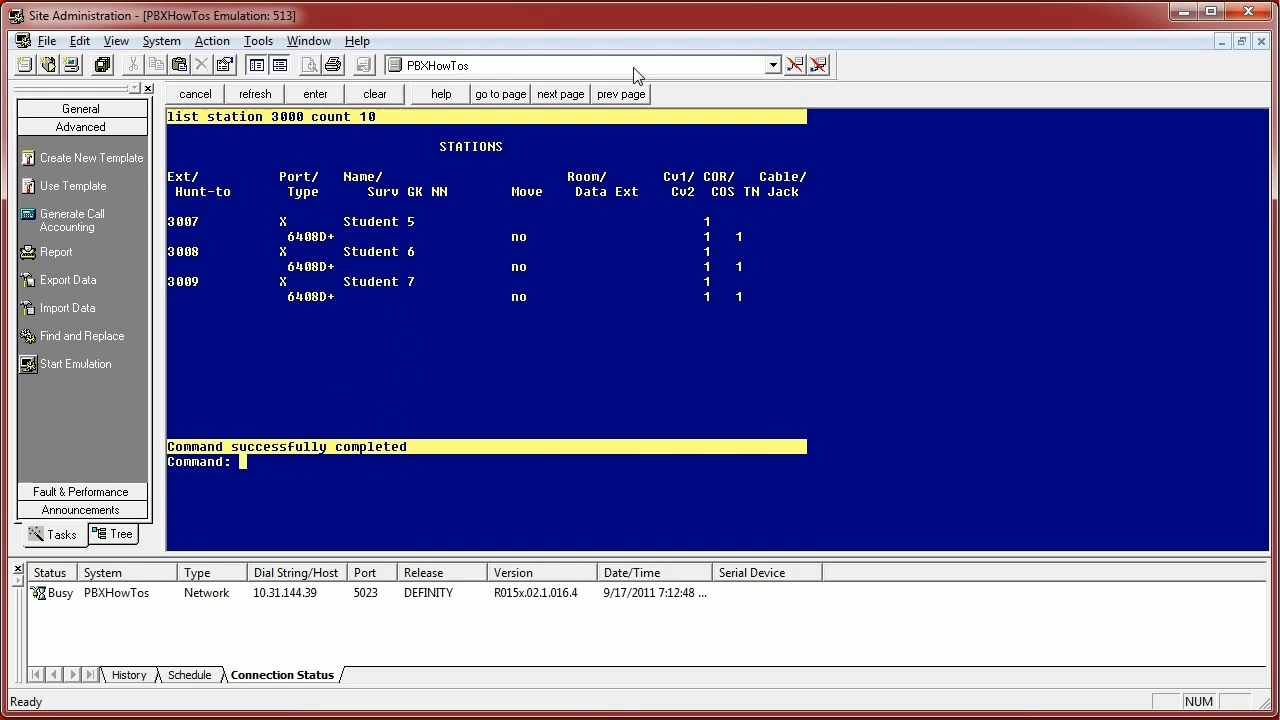 Site Administration - [PBXHowTos Emulation: 513]
File Edit View System Action Tools Window Help
PBXHowTos
cancel refresh enter clear help go to page next page prev page
General
Advanced
Create New Template
Use Template
Generate Call
Accounting
Report
Export Data
Import Data
Find and Replace
Start Emulation
Fault & Performance
Announcements
Tasks Tree
list station 3000 count 10
STATIONS
Ext/ Port/ Name/ Room/ Cv1/ COR/ Cable/
Hunt-to Type Surv GK NN Move Data Ext Cv2 COS TN Jack
3007 X Student 5 1
6408D+ no 1 1
3008 X Student 6 1
6408D+ no 1 1
3009 X Student 7 1
6408D+ no 1 1
Command successfully completed
Command:
Status System Type Dial String/Host Port Release Version Date/Time Serial Device
Busy PBXHowTos Network 10.31.144.39 5023 DEFINITY R015x.02.1.016.4 9/17/2011 7:12:48 ...
History Schedule Connection Status
Ready NUM